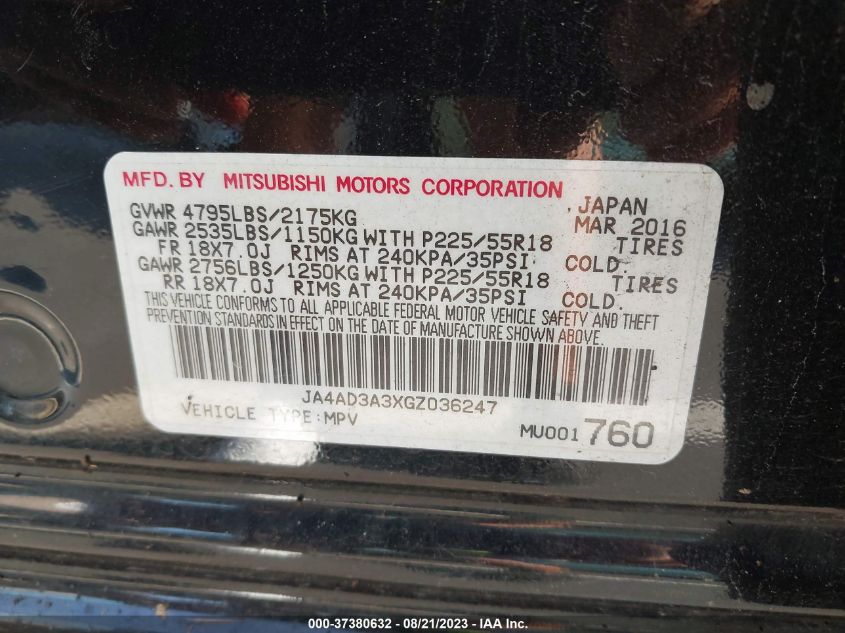 MFD. BY MITSUBISHI MOTORS CORPORATION
JAPAN
GVWR 4795LBS/2175KG MAR 2016
GAWR 2535LBS/1150KG WITH P225/55R18 TIRES
FR 18X7.0J RIMS AT 240KPA/35PSI COLD.
GAWR 2756LBS/1250KG WITH P225/55R18 TIRES
RR 18X7.0J RIMS AT 240KPA/35PSI COLD.
THIS VEHICLE CONFORMS TO ALL APPLICABLE FEDERAL MOTOR VEHICLE SAFETY AND THEFT
PREVENTION STANDARDS IN EFFECT ON THE DATE OF MANUFACTURE SHOWN ABOVE.
JA4AD3A3XGZ036247
VEHICLE TYPE:MPV
MU001760
000-37380632 - 08/21/2023 - IAA Inc.